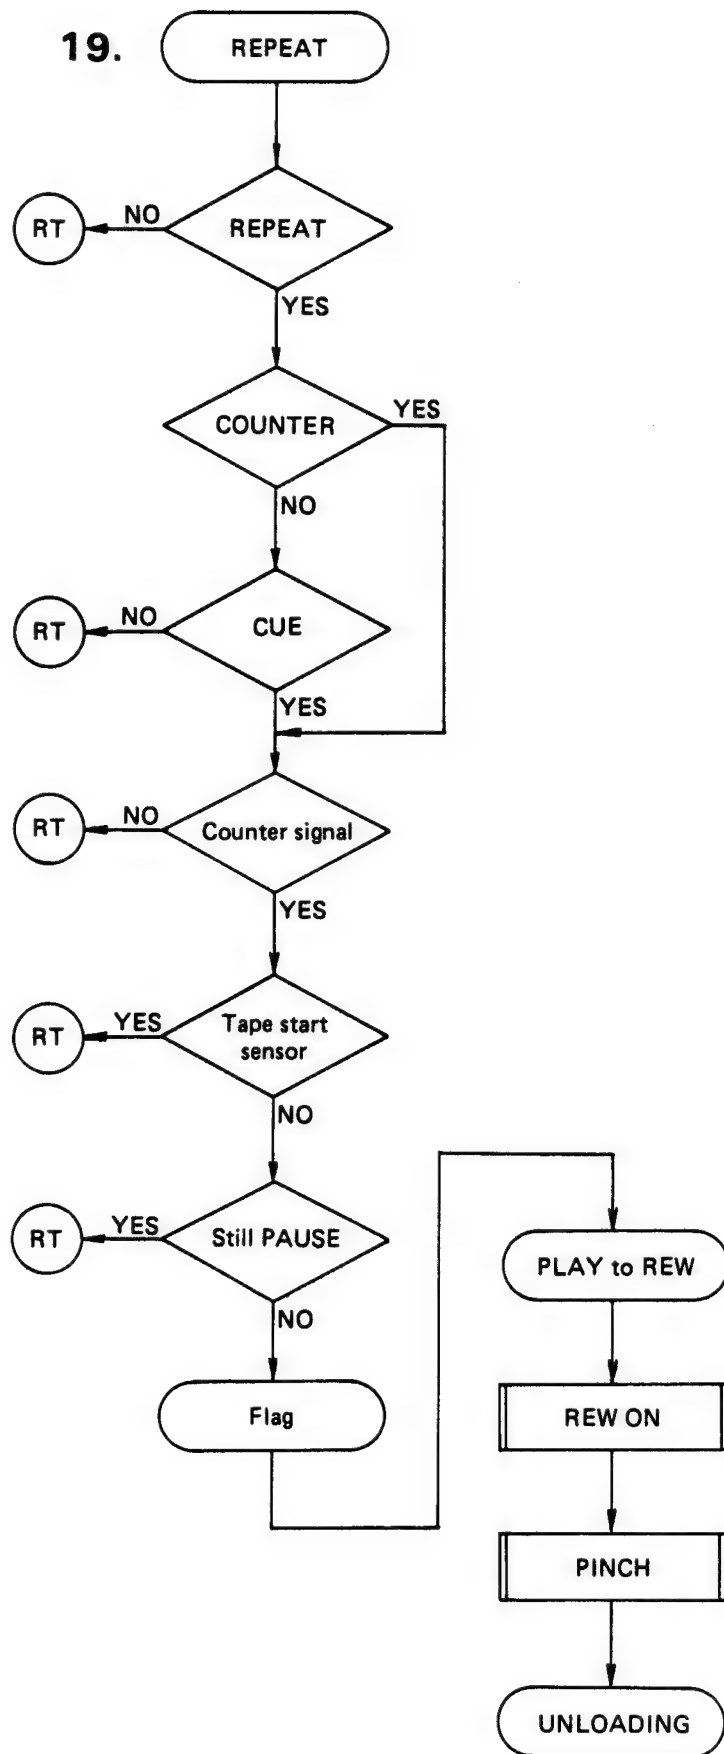 19.
REPEAT
REPEAT
NO
RT
YES
COUNTER
YES
NO
CUE
NO
RT
YES
Counter signal
NO
RT
YES
Tape start
sensor
YES
RT
NO
Still PAUSE
YES
RT
NO
Flag
PLAY to REW
REW ON
PINCH
UNLOADING